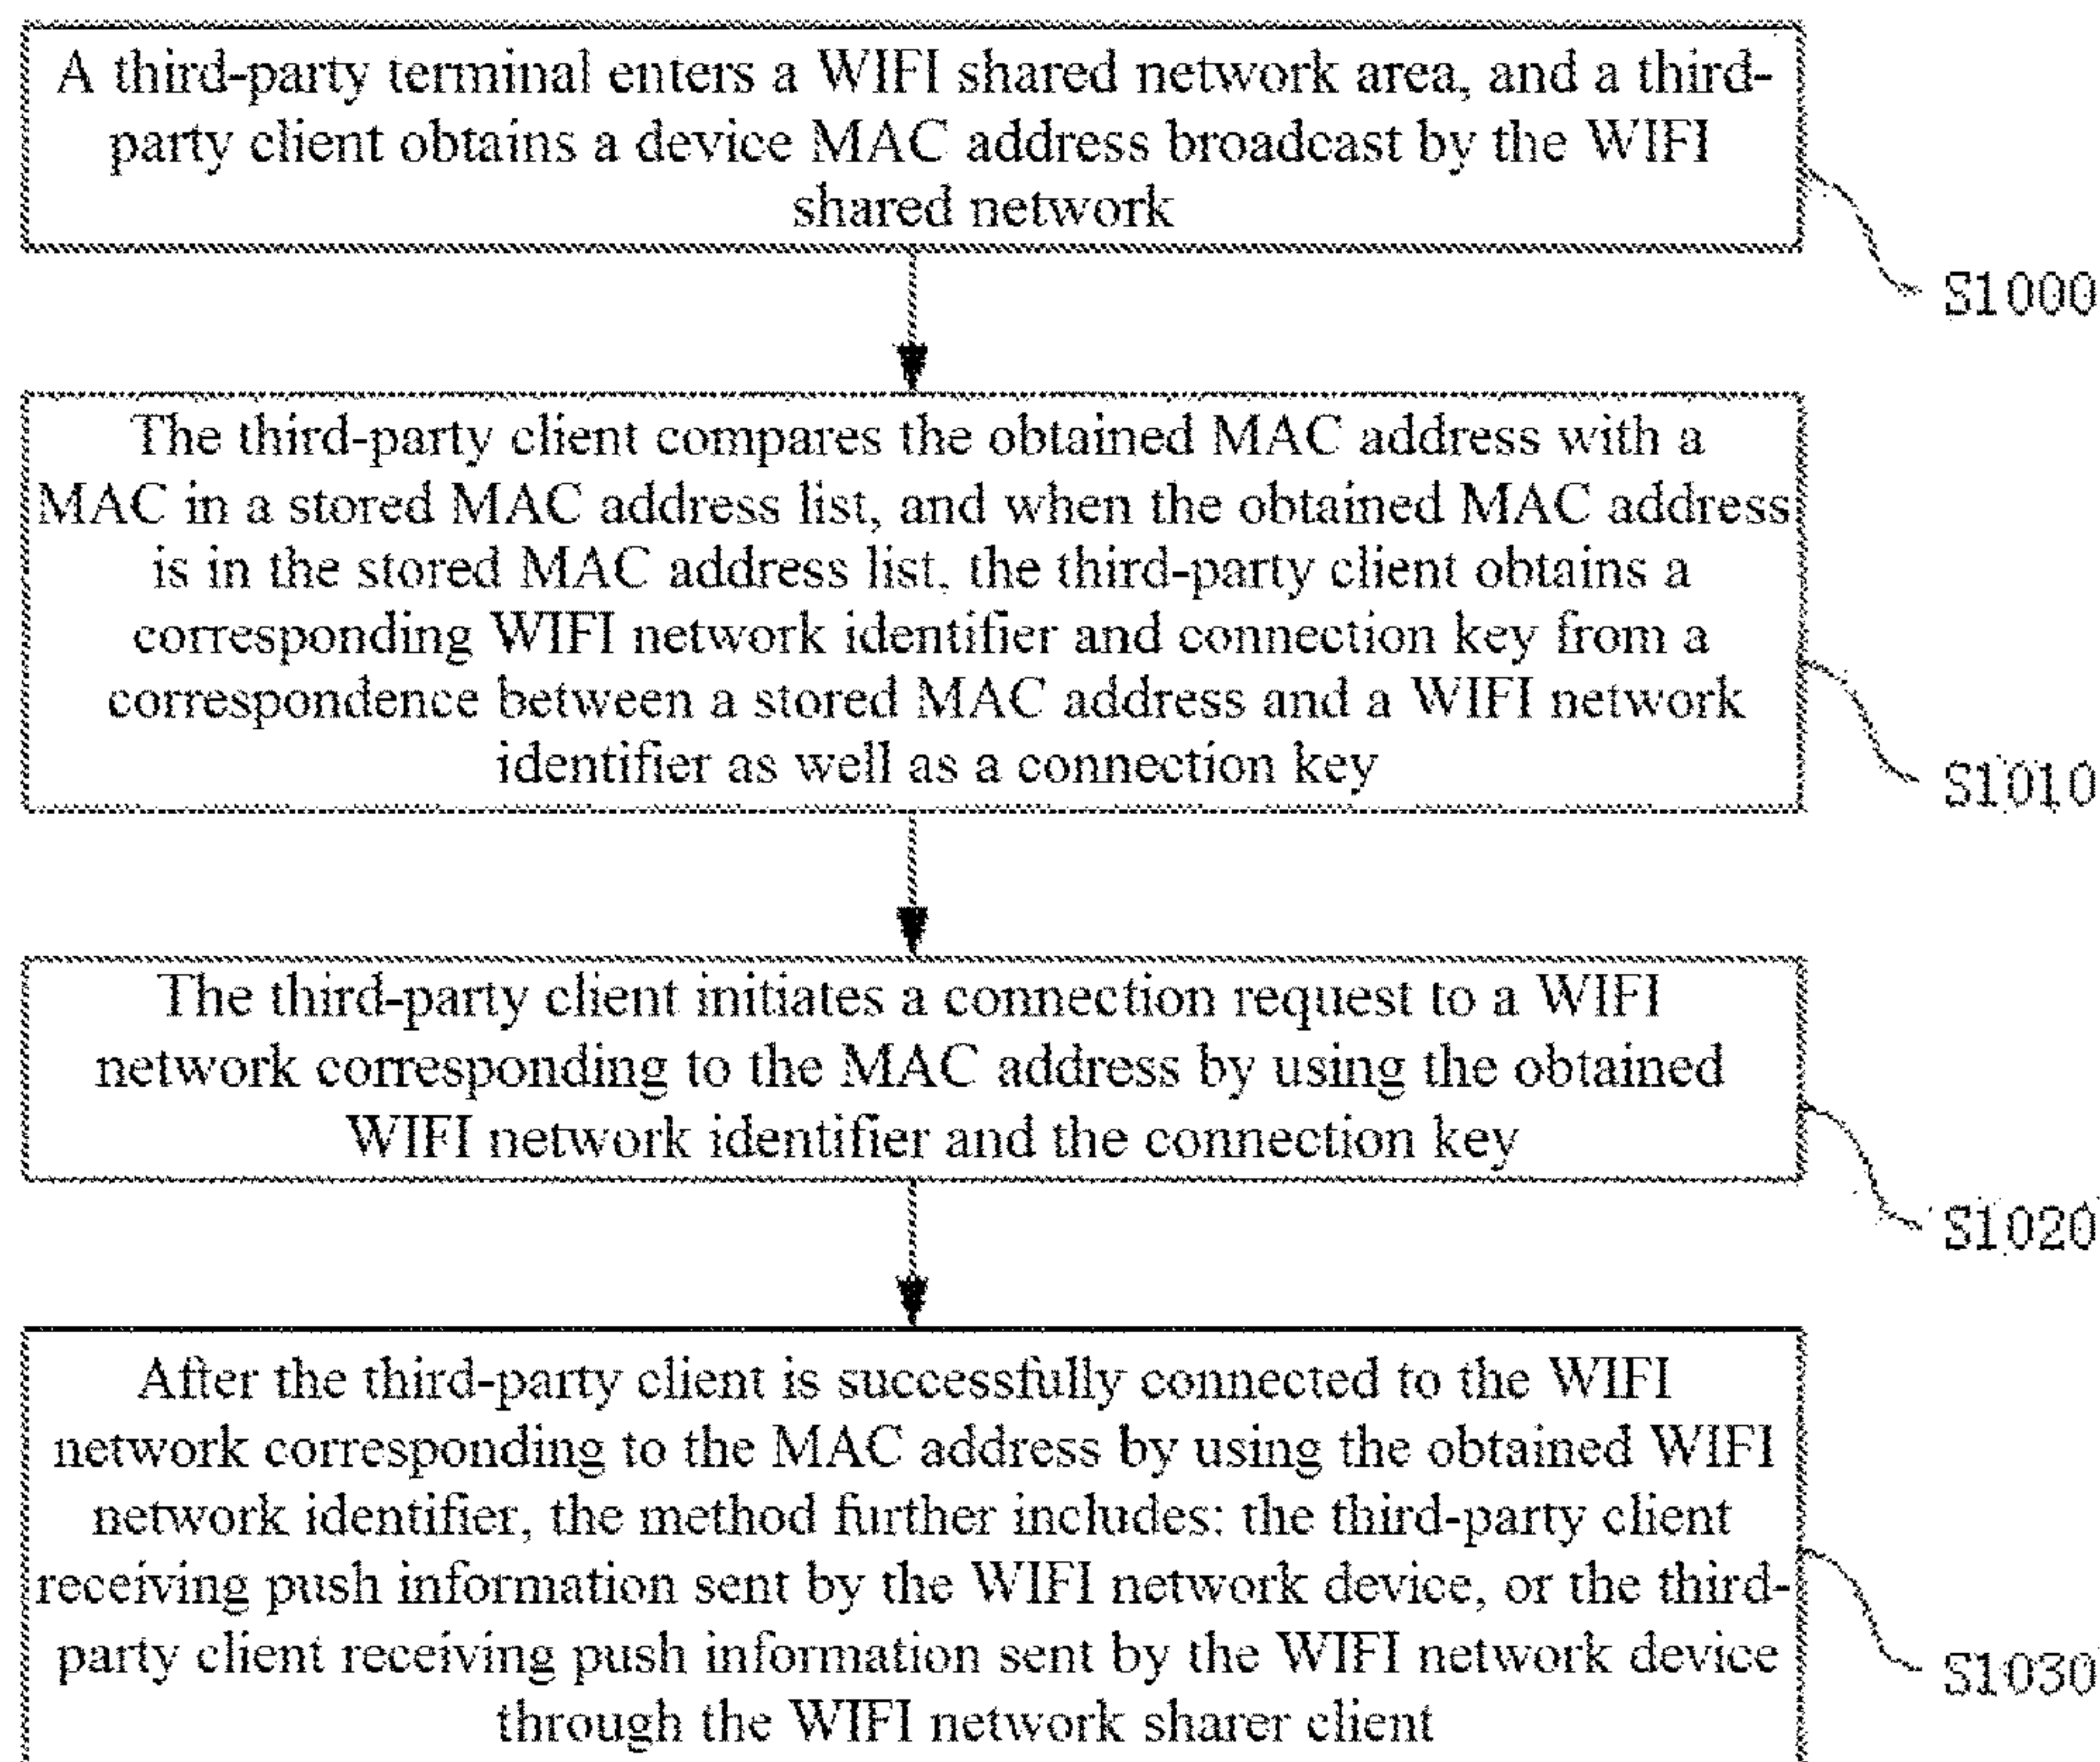 A third-party terminal enters a WIFI shared network area, and a third-
party client obtains a device MAC address broadcast by the WIFI
shared network
S1000
The third-party client compares the obtained MAC address with a
MAC in a stored MAC address list, and when the obtained MAC address
is in the stored MAC address list, the third-party client obtains a
corresponding WIFI network identifier and connection key from a
correspondence between a stored MAC address and a WIFI network
identifier as well as a connection key
S1010
The third-party client initiates a connection request to a WIFI
network corresponding to the MAC address by using the obtained
WIFI network identifier and the connection key
S1020
After the third-party client is successfully connected to the WIFI
network corresponding to the MAC address by using the obtained WIFI
network identifier, the method further includes: the third-party client
receiving push information sent by the WIFI network device, or the third-
party client receiving push information sent by the WIFI network device
through the WIFI network sharer client
S1030